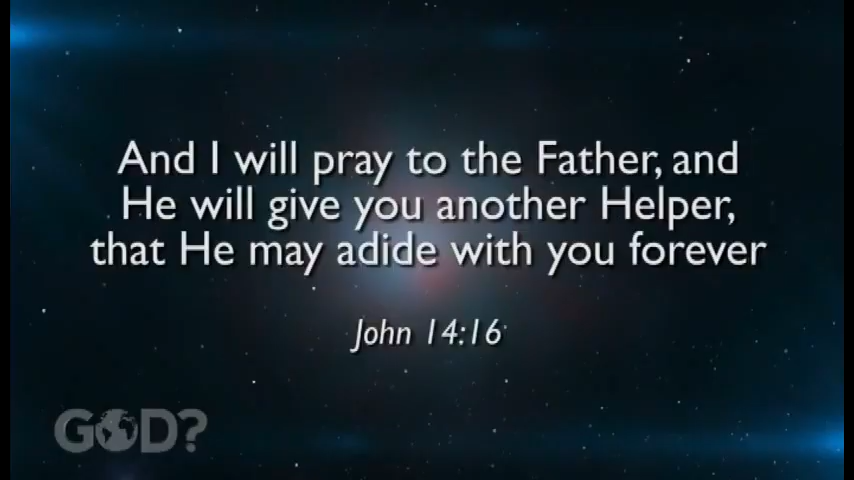 And I will pray to the Father, and
He will give you another Helper,
that He may adide with you forever
John 14:16
GOD?